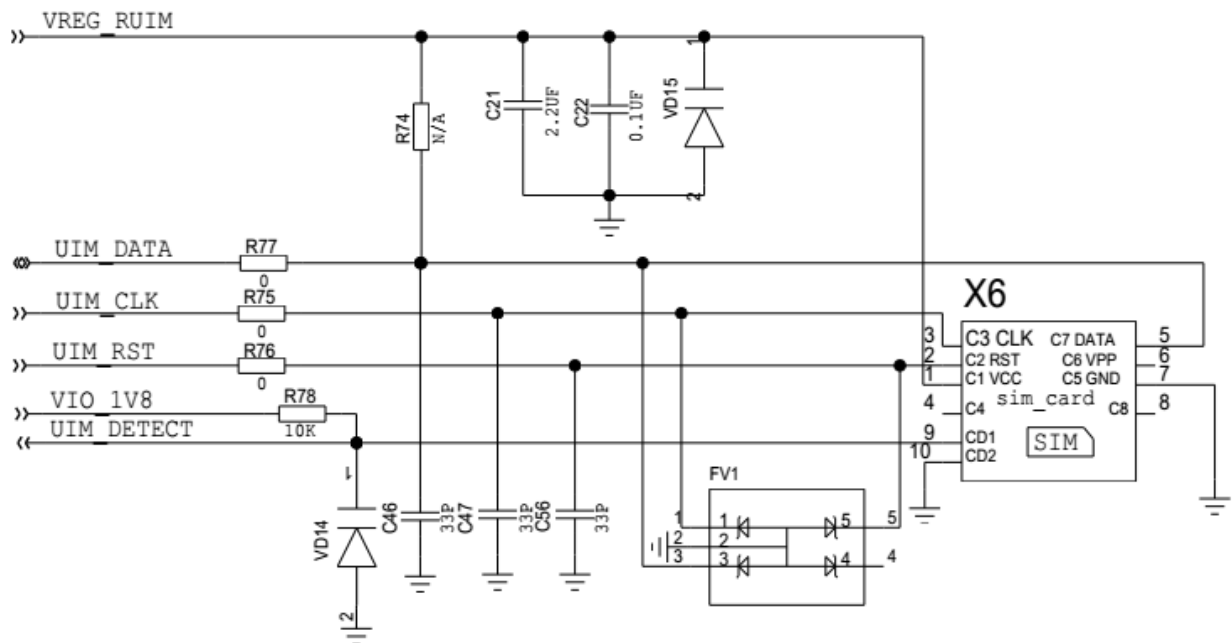 VREG_RUIM
R74
N/A
C21
2.2UF
C22
0.1UF
1
VD15
2
UIM_DATA
R77
0
UIM_CLK
R75
0
UIM_RST
R76
0
VIO_1V8
R78
10K
UIM_DETECT
X6
3 C3 CLK C7 DATA 5
2 C2 RST C6 VPP 6
1 C1 VCC C5 GND 7
sim_card
4 C4 C8 8
9 CD1
10 CD2
SIM
1
VD14
2
C46
33P
C47
33P
C56
33P
FV1
1 1 5 5
2 2
3 3 4 4